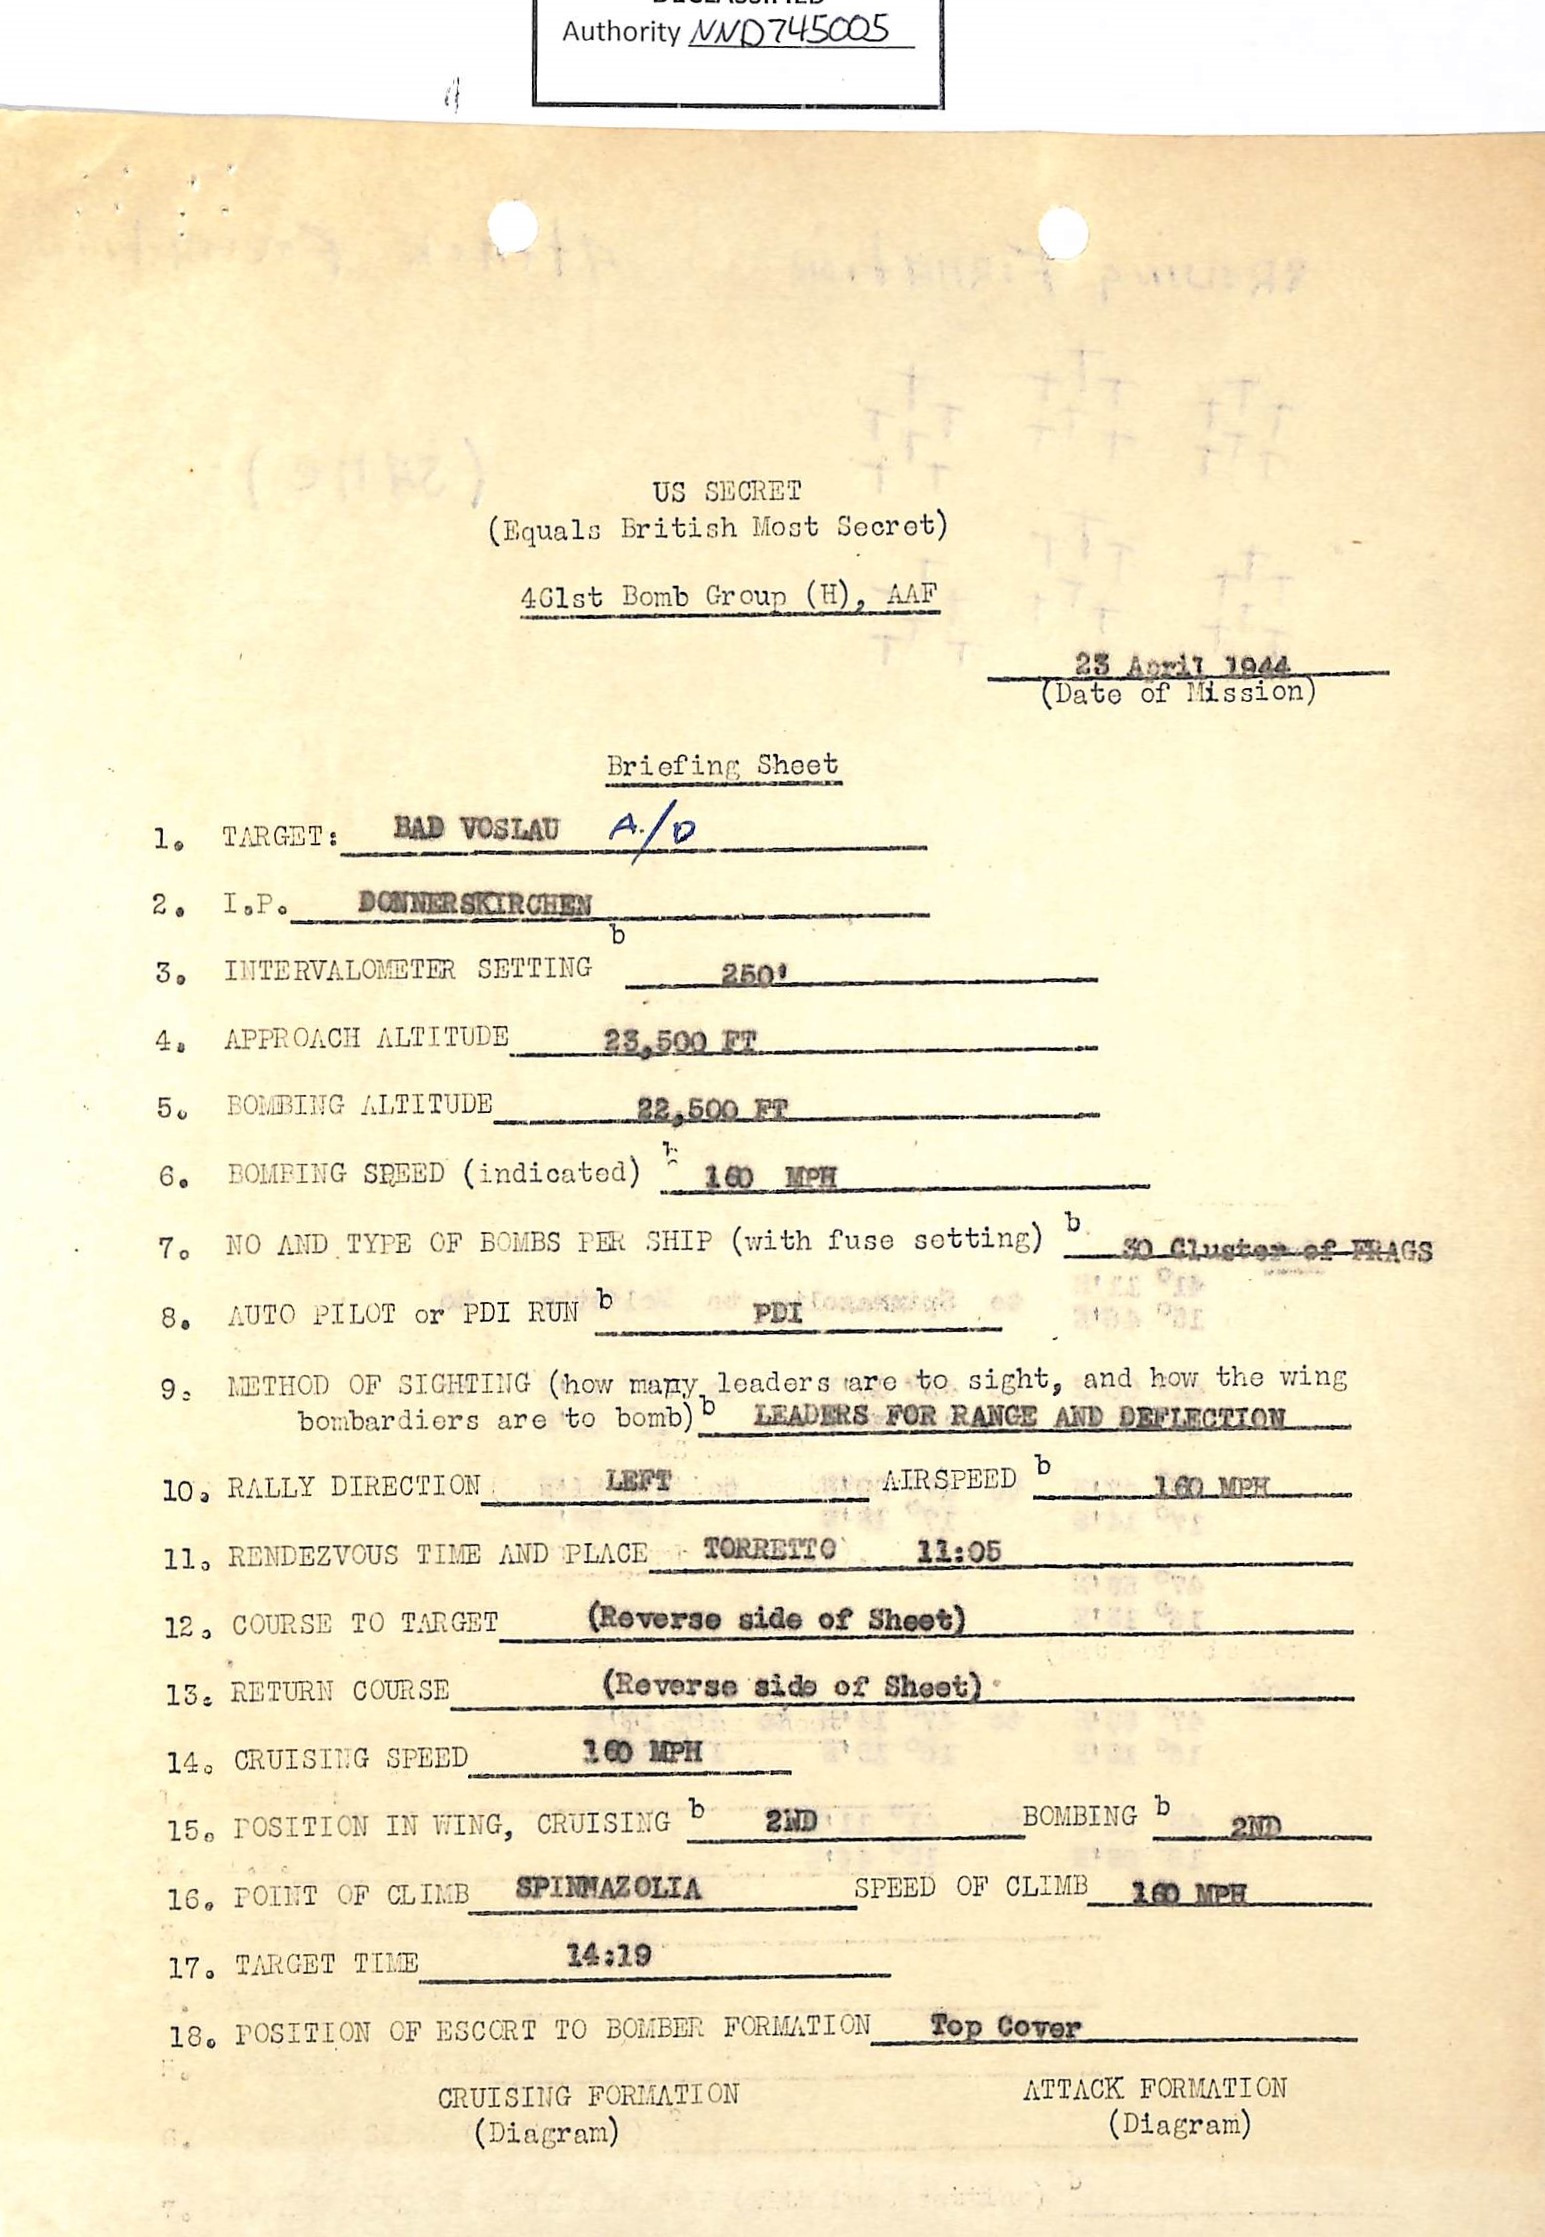 DECLASSIFIED
Authority NND745005
US SECRET
(Equals British Most Secret)
461st Bomb Group (H), AAF
23 April 1944
(Date of Mission)
Briefing Sheet
1. TARGET: BAD VOSLAU A/D
2. I.P. DONNERSKIRCHEN
3. INTERVALOMETER SETTING b 250'
4. APPROACH ALTITUDE 23,500 FT
5. BOMBING ALTITUDE 22,500 FT
6. BOMBING SPEED (indicated) b 160 MPH
7. NO AND TYPE OF BOMBS PER SHIP (with fuse setting) b 30 Cluster of FRAGS
8. AUTO PILOT or PDI RUN b PDI
9. METHOD OF SIGHTING (how many leaders are to sight, and how the wing
bombardiers are to bomb) b LEADERS FOR RANGE AND DEFLECTION
10. RALLY DIRECTION LEFT AIRSPEED b 160 MPH
11. RENDEZVOUS TIME AND PLACE TORRETTO 11:05
12. COURSE TO TARGET (Reverse side of Sheet)
13. RETURN COURSE (Reverse side of Sheet)
14. CRUISING SPEED 160 MPH
15. POSITION IN WING, CRUISING b 2ND BOMBING b 2ND
16. POINT OF CLIMB SPINNAZOLIA SPEED OF CLIMB 160 MPH
17. TARGET TIME 14:19
18. POSITION OF ESCORT TO BOMBER FORMATION Top Cover
CRUISING FORMATION ATTACK FORMATION
(Diagram) (Diagram)